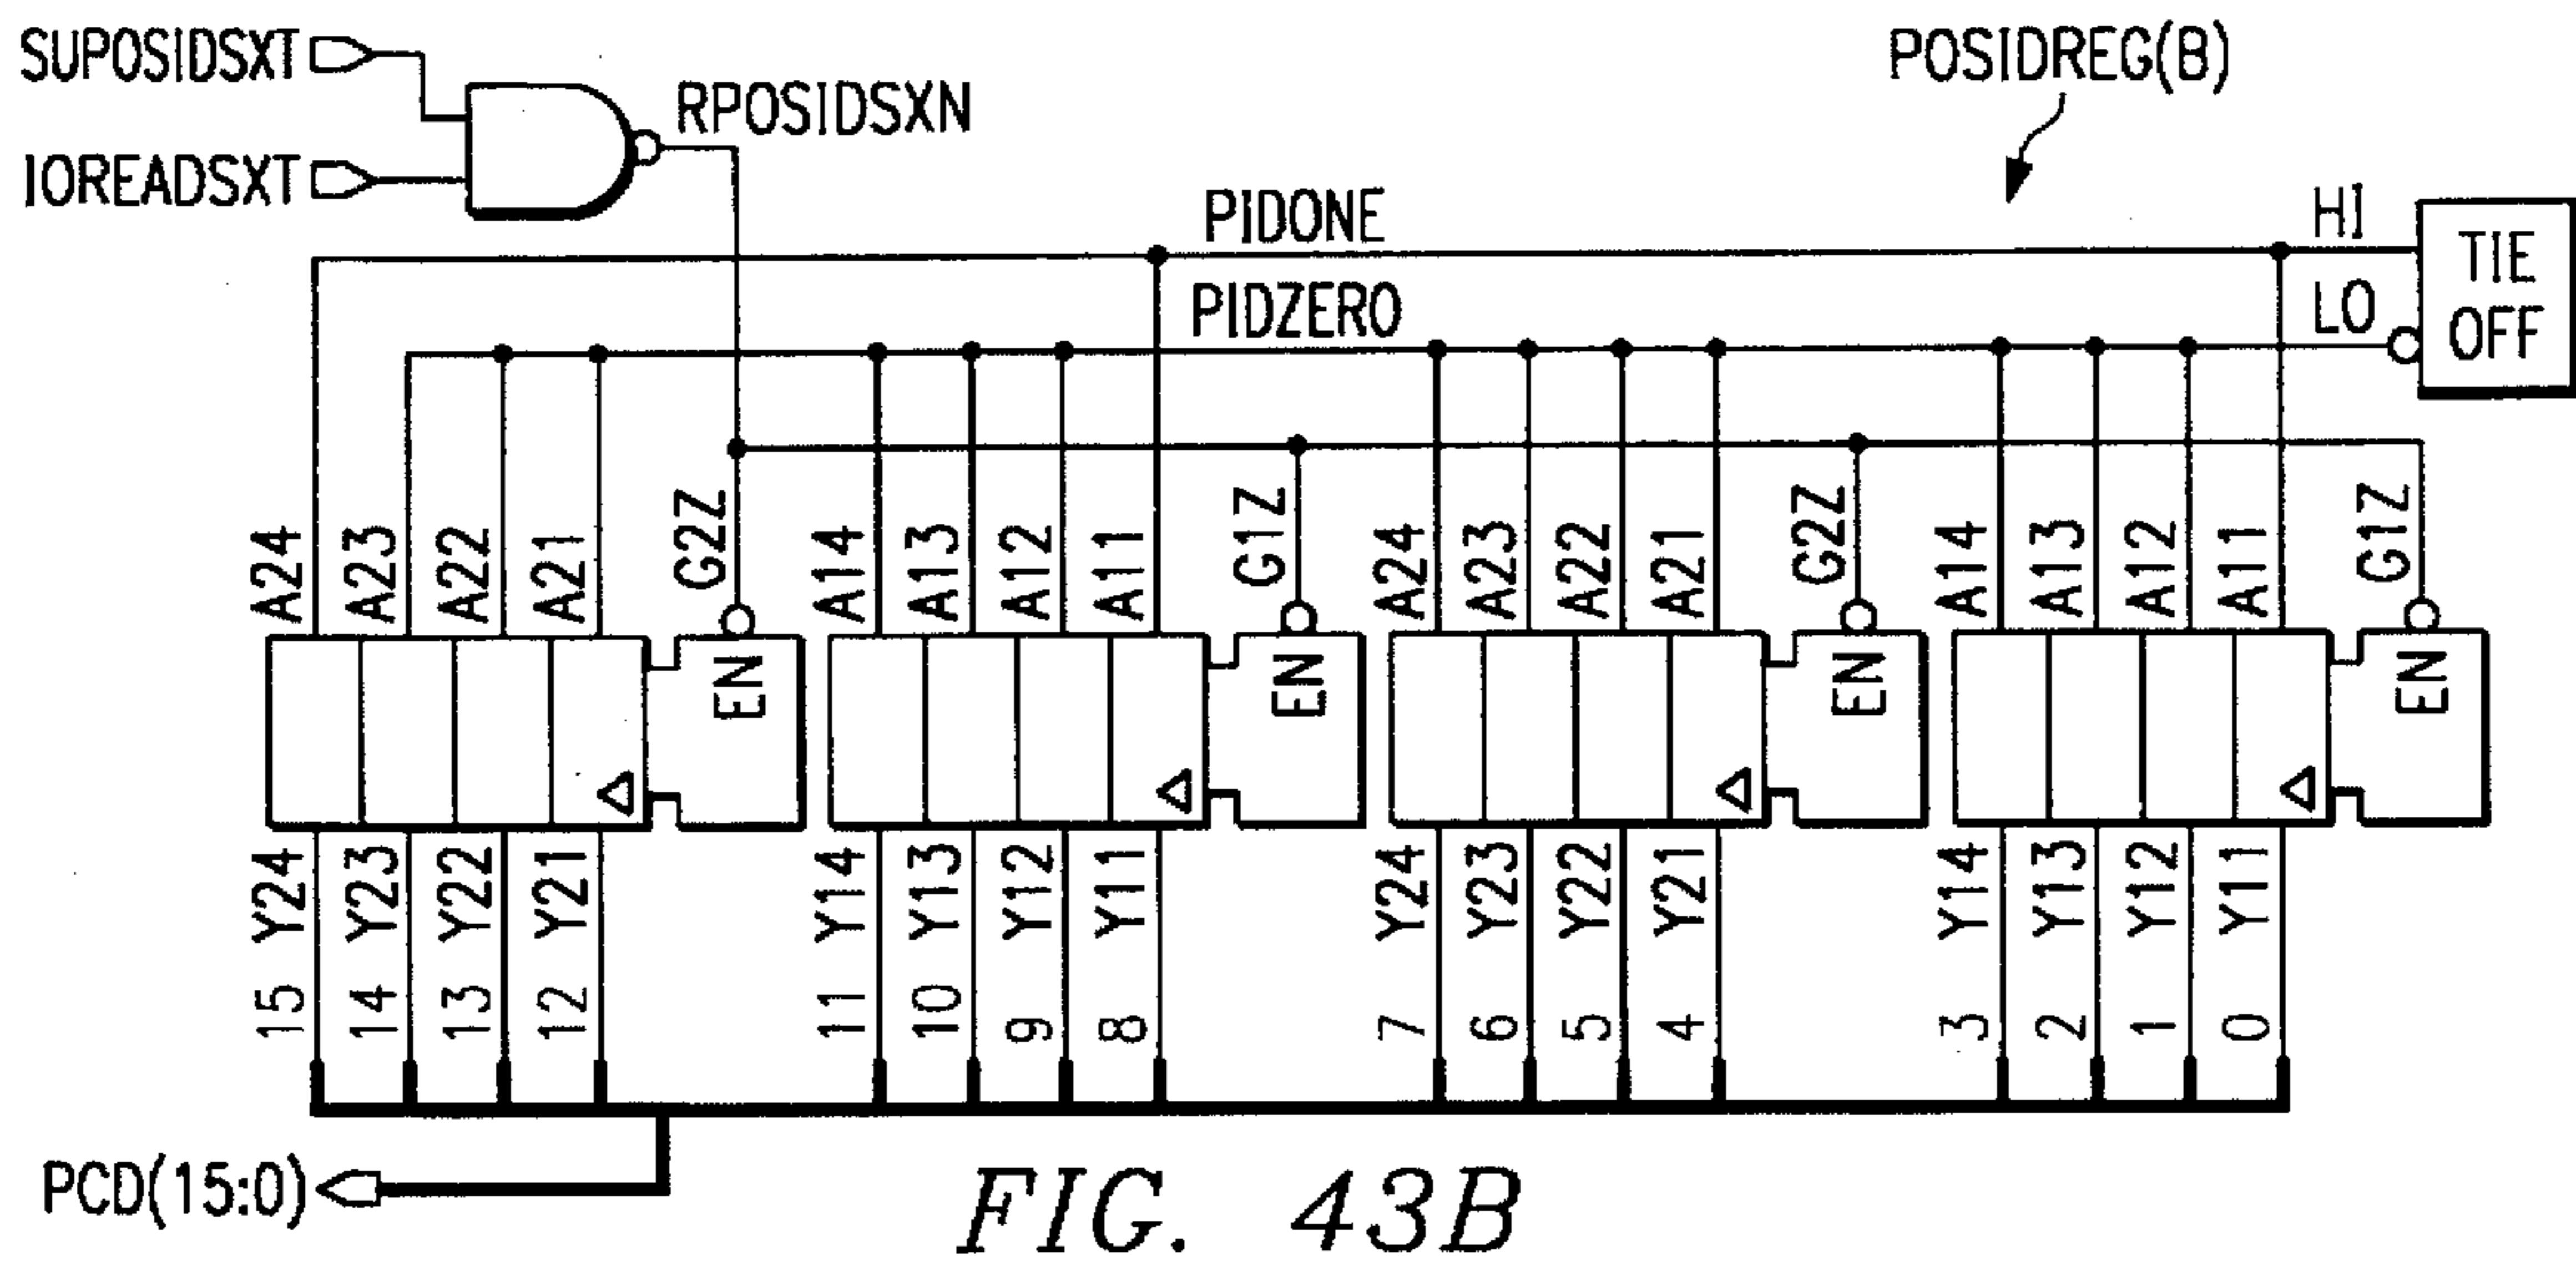 SUPOSIDSXT
IOREADSXT
RPOSIDSXN
POSIDREG(B)
PIDONE
HI
PIDZERO
LO
TIE
OFF
A24 A23 A22 A21 G2Z A14 A13 A12 A11 G1Z A24 A23 A22 A21 G2Z A14 A13 A12 A11 G1Z
EN EN EN EN
Y24 Y23 Y22 Y21 Y14 Y13 Y12 Y11 Y24 Y23 Y22 Y21 Y14 Y13 Y12 Y11
15 14 13 12 11 10 9 8 7 6 5 4 3 2 1 0
PCD(15:0)
FIG. 43B